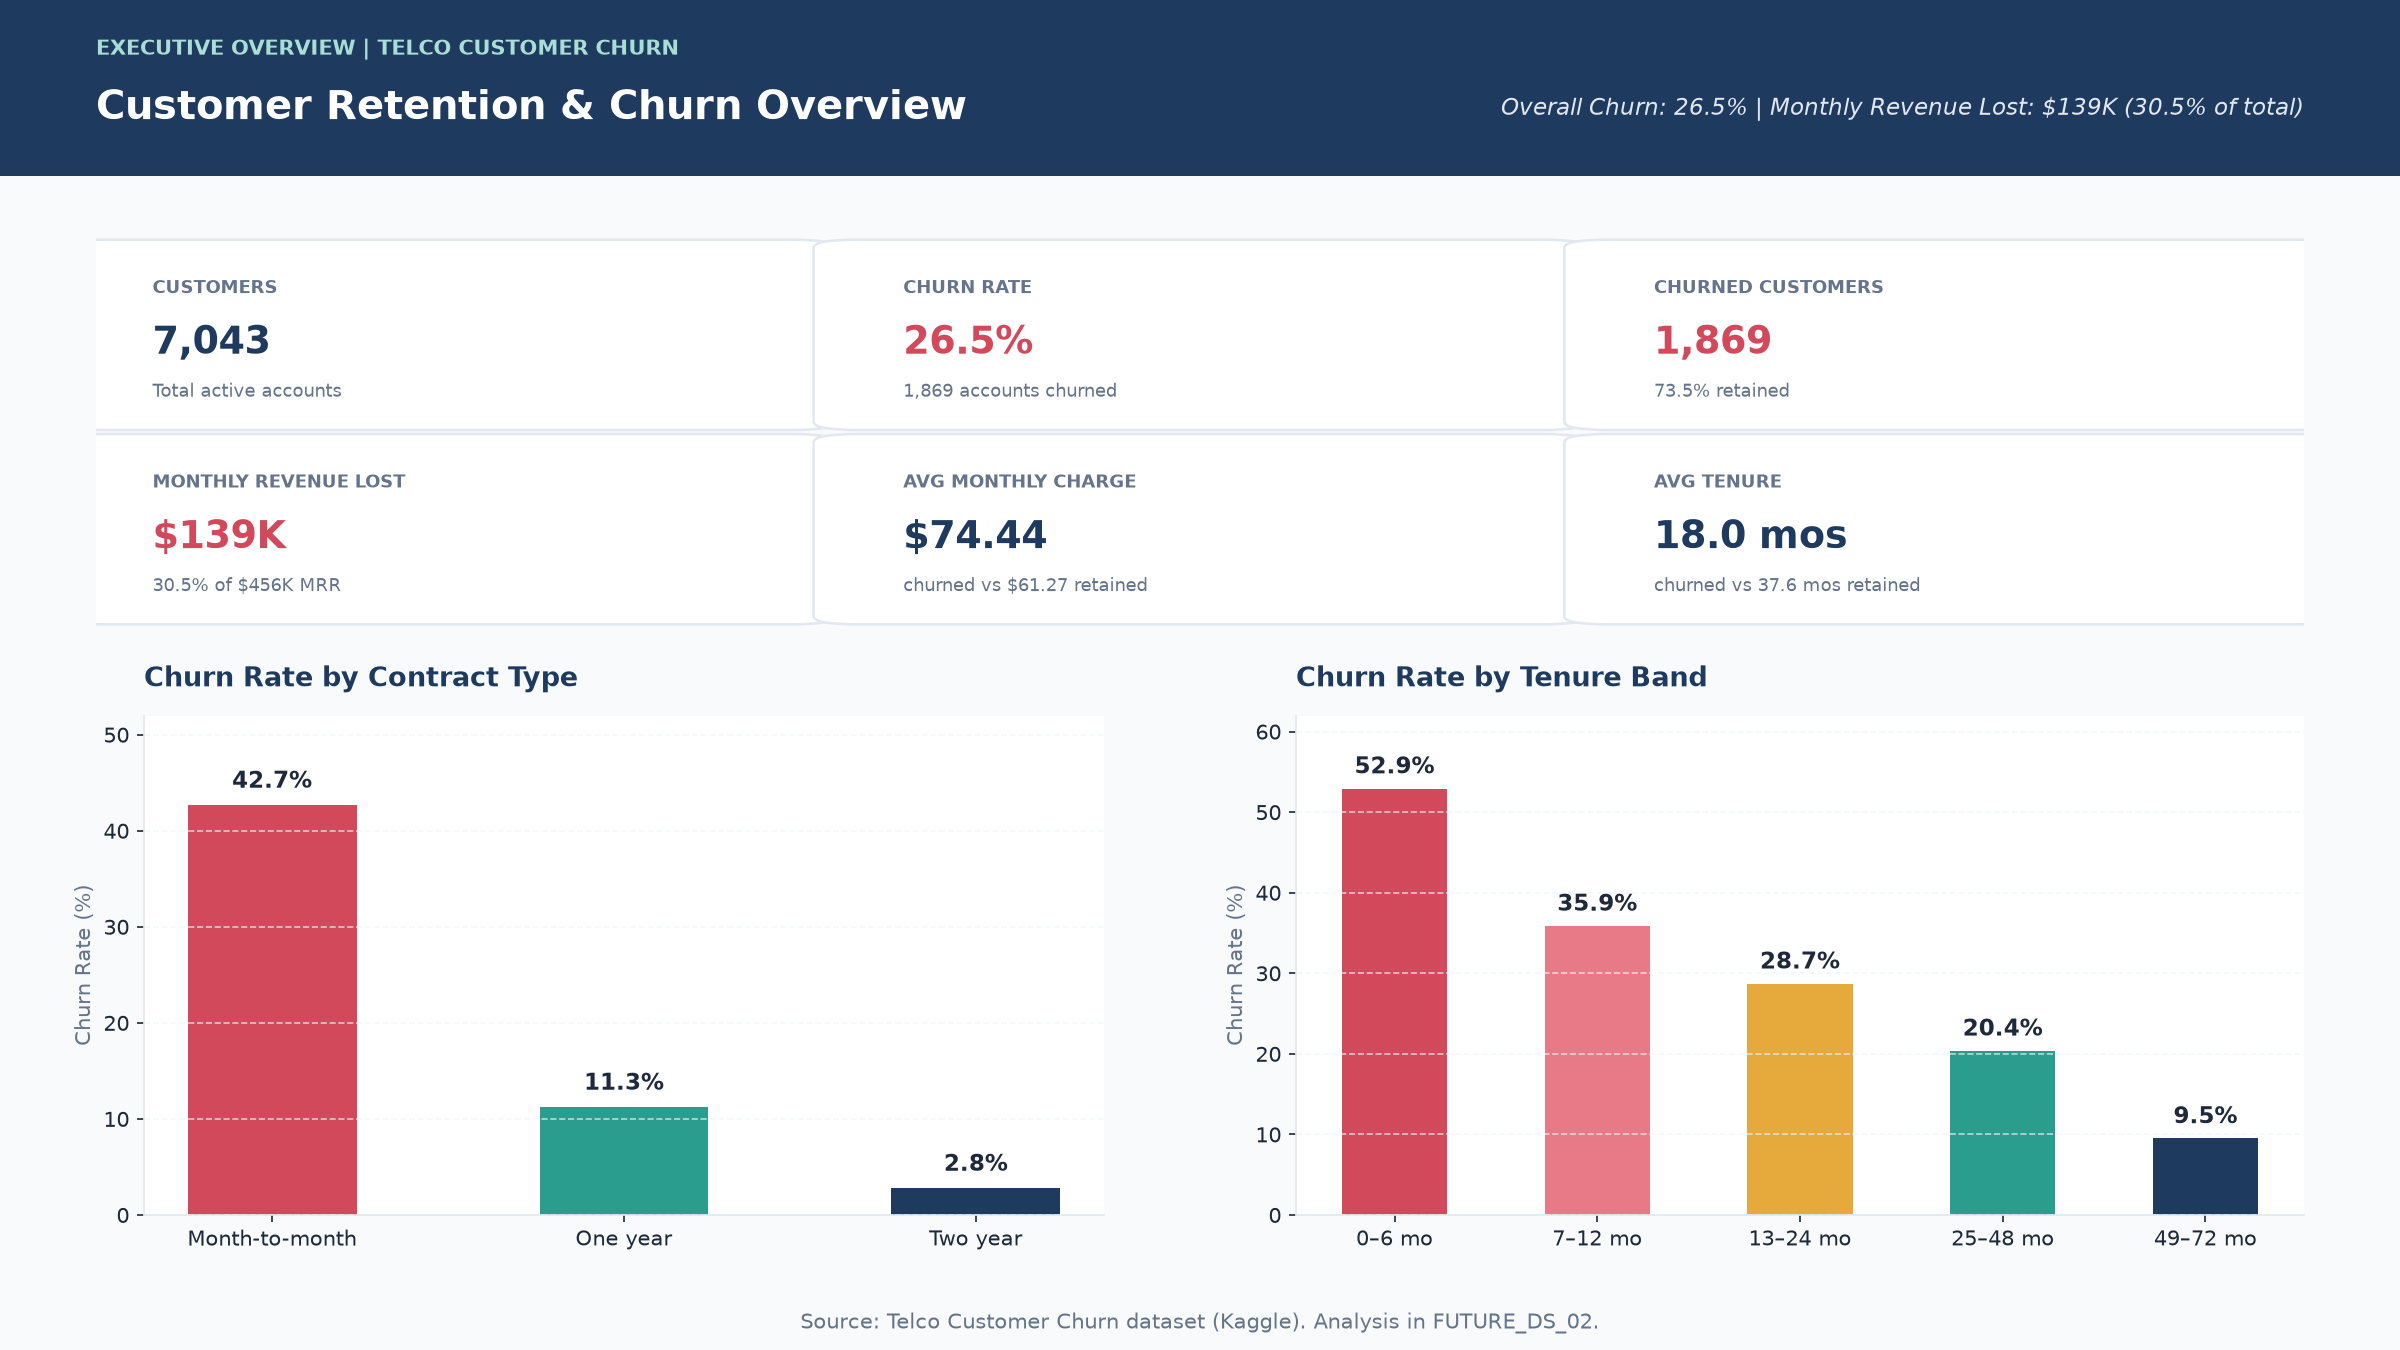 EXECUTIVE OVERVIEW | TELCO CUSTOMER CHURN
Customer Retention & Churn Overview
Overall Churn: 26.5% | Monthly Revenue Lost: $139K (30.5% of total)
CUSTOMERS
7,043
Total active accounts
CHURN RATE
26.5%
1,869 accounts churned
CHURNED CUSTOMERS
1,869
73.5% retained
MONTHLY REVENUE LOST
$139K
30.5% of $456K MRR
AVG MONTHLY CHARGE
$74.44
churned vs $61.27 retained
AVG TENURE
18.0 mos
churned vs 37.6 mos retained
Churn Rate by Contract Type
Churn Rate (%)
50
40
30
20
10
0
42.7%
11.3%
2.8%
Month-to-month
One year
Two year
Churn Rate by Tenure Band
Churn Rate (%)
60
50
40
30
20
10
0
52.9%
35.9%
28.7%
20.4%
9.5%
0–6 mo
7–12 mo
13–24 mo
25–48 mo
49–72 mo
Source: Telco Customer Churn dataset (Kaggle). Analysis in FUTURE_DS_02.